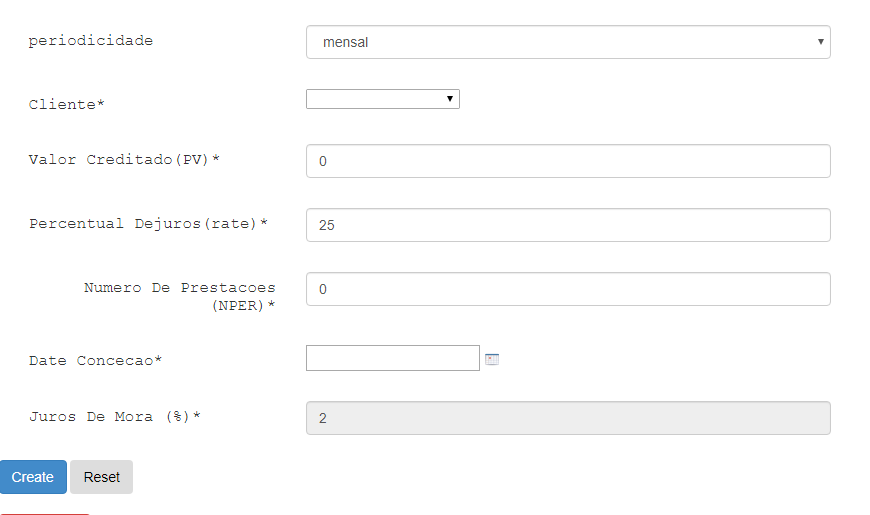 periodicidade mensal
Cliente*
Valor Creditado(PV)* 0
Percentual Dejuros(rate)* 25
Numero De Prestacoes
(NPER)* 0
Date Concecao*
Juros De Mora (%)* 2
Create Reset